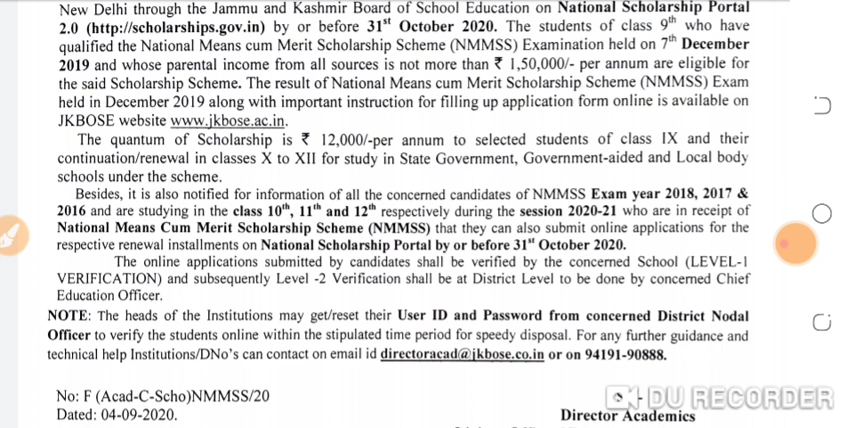 New Delhi through the Jammu and Kashmir Board of School Education on National Scholarship Portal
2.0 (http://scholarships.gov.in) by or before 31st October 2020. The students of class 9th who have
qualified the National Means cum Merit Scholarship Scheme (NMMSS) Examination held on 7th December
2019 and whose parental income from all sources is not more than ₹ 1,50,000/- per annum are eligible for
the said Scholarship Scheme. The result of National Means cum Merit Scholarship Scheme (NMMSS) Exam
held in December 2019 along with important instruction for filling up application form online is available on
JKBOSE website www.jkbose.ac.in.
The quantum of Scholarship is ₹ 12,000/-per annum to selected students of class IX and their
continuation/renewal in classes X to XII for study in State Government, Government-aided and Local body
schools under the scheme.
Besides, it is also notified for information of all the concerned candidates of NMMSS Exam year 2018, 2017 &
2016 and are studying in the class 10th, 11th and 12th respectively during the session 2020-21 who are in receipt of
National Means Cum Merit Scholarship Scheme (NMMSS) that they can also submit online applications for the
respective renewal installments on National Scholarship Portal by or before 31st October 2020.
The online applications submitted by candidates shall be verified by the concerned School (LEVEL-1
VERIFICATION) and subsequently Level -2 Verification shall be at District Level to be done by concerned Chief
Education Officer.
NOTE: The heads of the Institutions may get/reset their User ID and Password from concerned District Nodal
Officer to verify the students online within the stipulated time period for speedy disposal. For any further guidance and
technical help Institutions/DNo's can contact on email id directoracad@jkbose.co.in or on 94191-90888.
No: F (Acad-C-Scho)NMMSS/20
DU RECORDER
Dated: 04-09-2020.
Director Academics